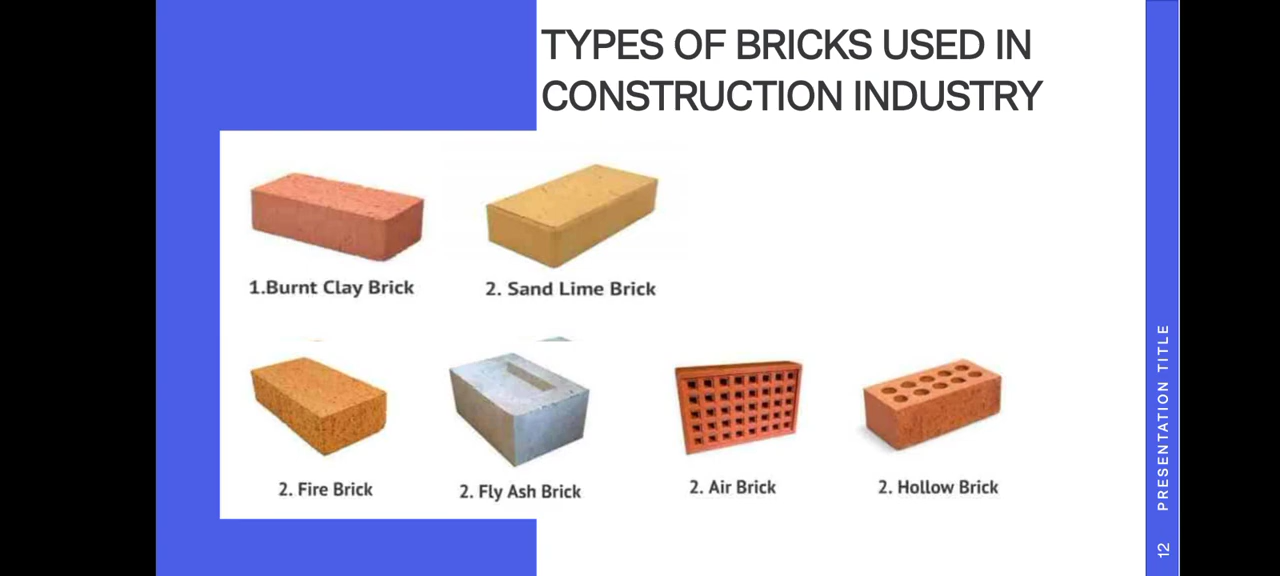 TYPES OF BRICKS USED IN
CONSTRUCTION INDUSTRY
1.Burnt Clay Brick
2. Sand Lime Brick
2. Fire Brick
2. Fly Ash Brick
2. Air Brick
2. Hollow Brick
PRESENTATION TITLE
12